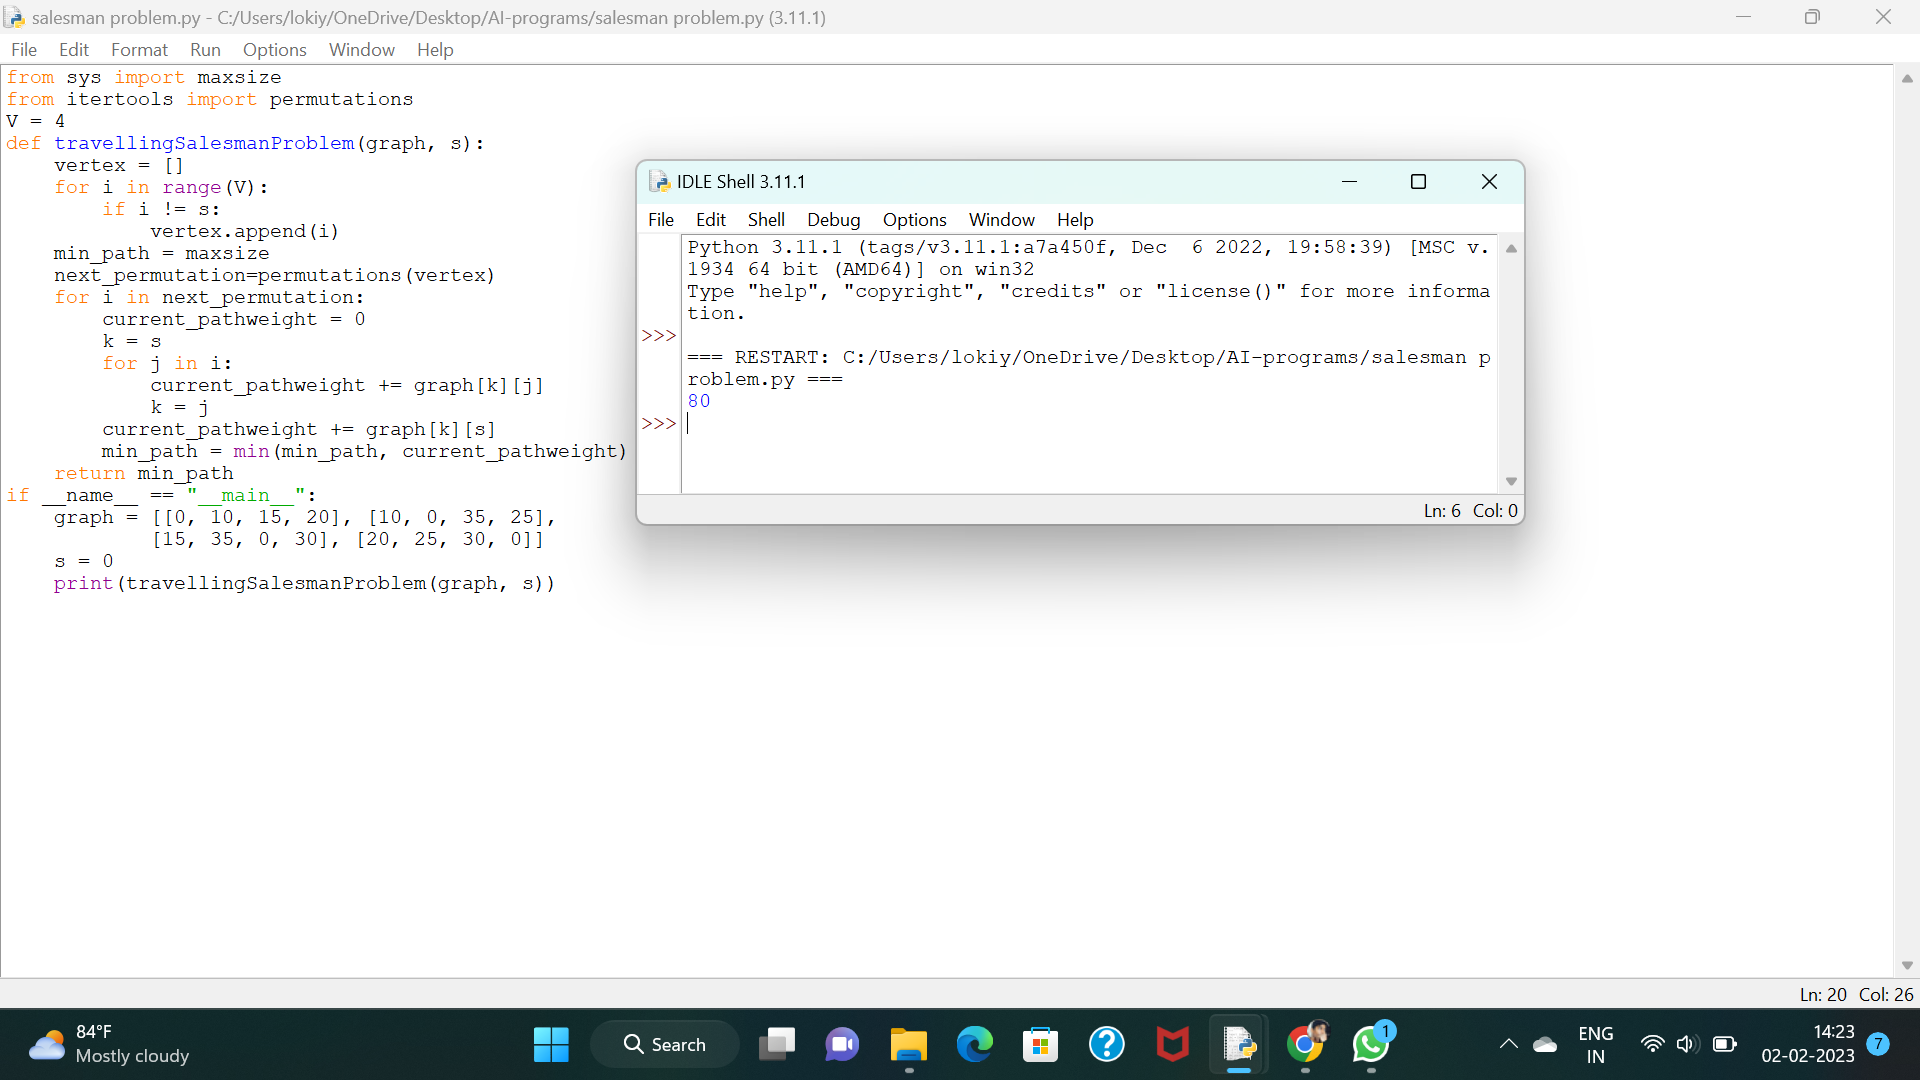 salesman problem.py - C:/Users/lokiy/OneDrive/Desktop/AI-programs/salesman problem.py (3.11.1)
File Edit Format Run Options Window Help
from sys import maxsize
from itertools import permutations
V = 4
def travellingSalesmanProblem(graph, s):
    vertex = []
    for i in range(V):
        if i != s:
            vertex.append(i)
    min_path = maxsize
    next_permutation=permutations(vertex)
    for i in next_permutation:
        current_pathweight = 0
        k = s
        for j in i:
            current_pathweight += graph[k][j]
            k = j
        current_pathweight += graph[k][s]
        min_path = min(min_path, current_pathweight)
    return min_path
if __name__ == "__main__":
    graph = [[0, 10, 15, 20], [10, 0, 35, 25],
            [15, 35, 0, 30], [20, 25, 30, 0]]
    s = 0
    print(travellingSalesmanProblem(graph, s))
IDLE Shell 3.11.1
File Edit Shell Debug Options Window Help
Python 3.11.1 (tags/v3.11.1:a7a450f, Dec  6 2022, 19:58:39) [MSC v.
1934 64 bit (AMD64)] on win32
Type "help", "copyright", "credits" or "license()" for more informa
tion.
>>>
=== RESTART: C:/Users/lokiy/OneDrive/Desktop/AI-programs/salesman p
roblem.py ===
80
>>>
Ln: 6 Col: 0
Ln: 20 Col: 26
84°F
Mostly cloudy
Search
1
ENG
IN
14:23
02-02-2023
7